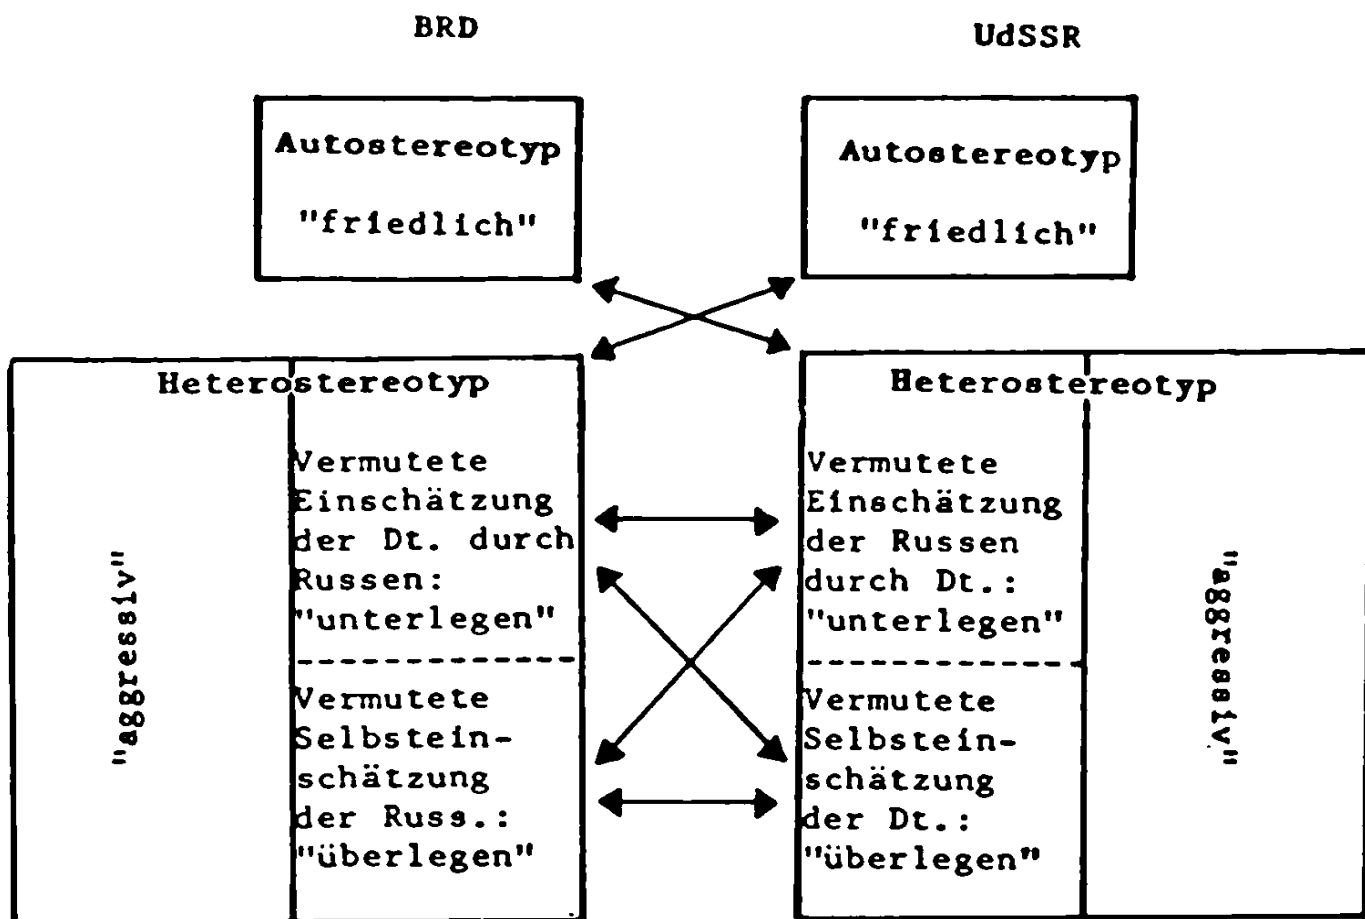 BRD
UdSSR
Autostereotyp
"friedlich"
Autostereotyp
"friedlich"
Heterostereotyp
"aggressiv"
Vermutete
Einschätzung
der Dt. durch
Russen:
"unterlegen"
Vermutete
Selbstein-
schätzung
der Russ.:
"überlegen"
Heterostereotyp
Vermutete
Einschätzung
der Russen
durch Dt.:
"unterlegen"
Vermutete
Selbstein-
schätzung
der Dt.:
"überlegen"
"aggressiv"